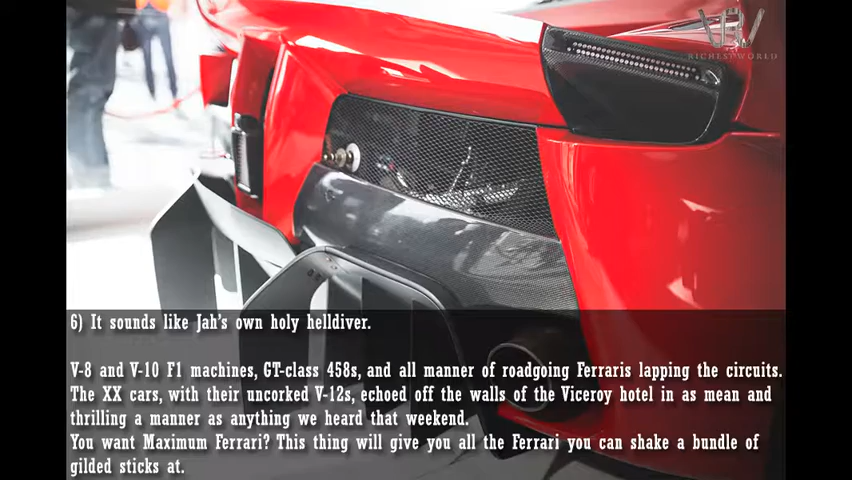 RICHEST WORLD
6) It sounds like Jah's own holy helldiver.
V-8 and V-10 F1 machines, GT-class 458s, and all manner of roadgoing Ferraris lapping the circuits.
The XX cars, with their uncorked V-12s, echoed off the walls of the Viceroy hotel in as mean and
thrilling a manner as anything we heard that weekend.
You want Maximum Ferrari? This thing will give you all the Ferrari you can shake a bundle of
gilded sticks at.